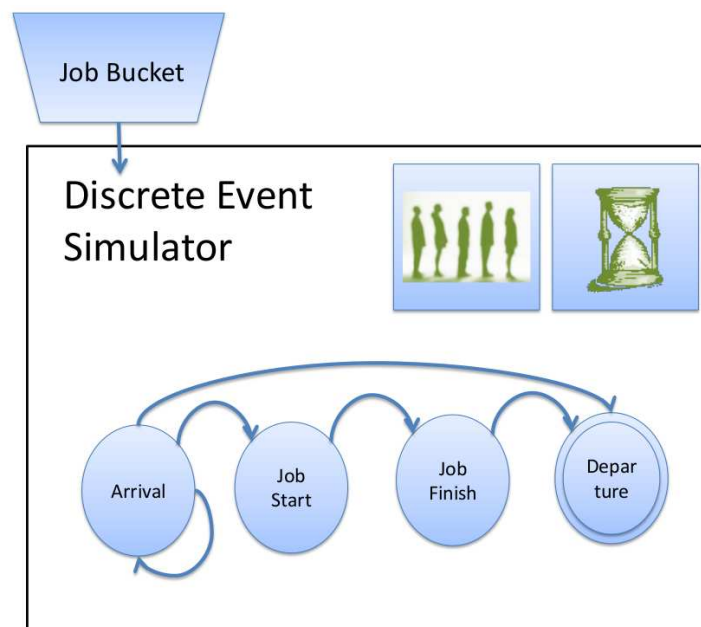 Job Bucket
Discrete Event
Simulator
Arrival
Job
Start
Job
Finish
Depar
ture